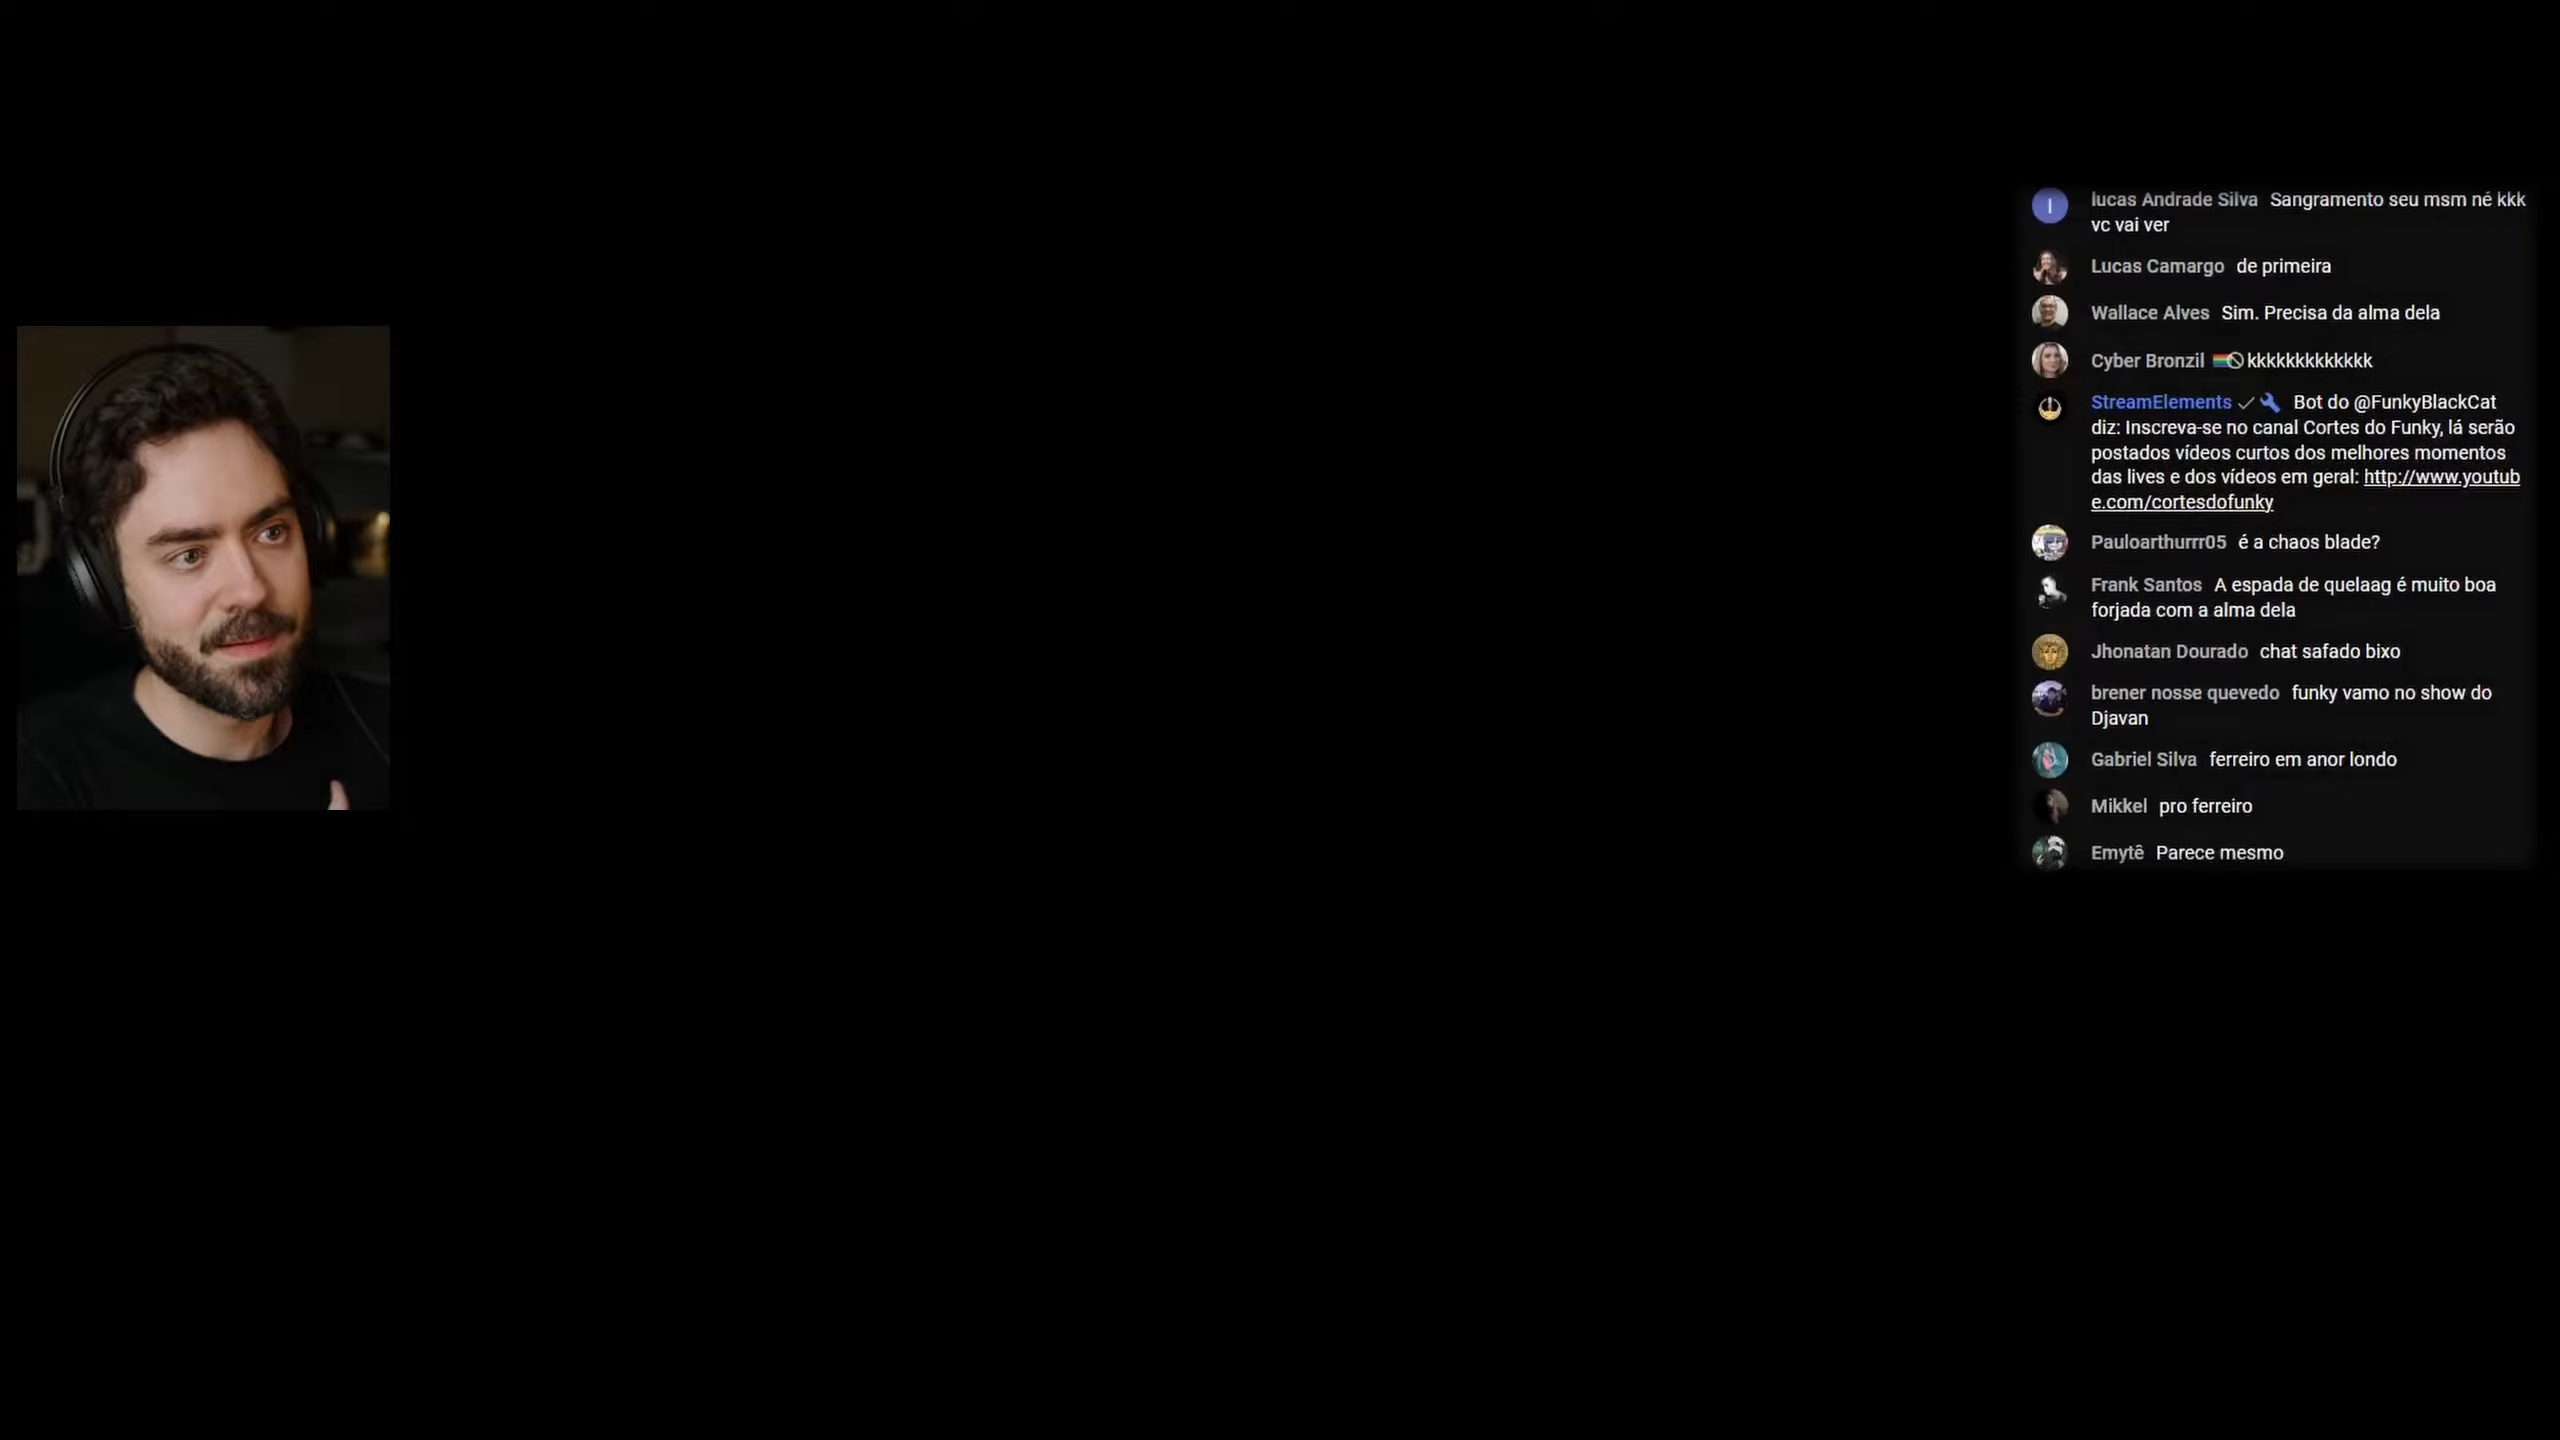 lucas Andrade Silva Sangramento seu msm né kkk
vc vai ver
Lucas Camargo de primeira
Wallace Alves Sim. Precisa da alma dela
Cyber Bronzil kkkkkkkkkkkkk
StreamElements Bot do @FunkyBlackCat
diz: Inscreva-se no canal Cortes do Funky, lá serão
postados vídeos curtos dos melhores momentos
das lives e dos vídeos em geral: http://www.youtub
e.com/cortesdofunky
Pauloarthurrr05 é a chaos blade?
Frank Santos A espada de quelaag é muito boa
forjada com a alma dela
Jhonatan Dourado chat safado bixo
brener nosse quevedo funky vamo no show do
Djavan
Gabriel Silva ferreiro em anor londo
Mikkel pro ferreiro
Emytê Parece mesmo